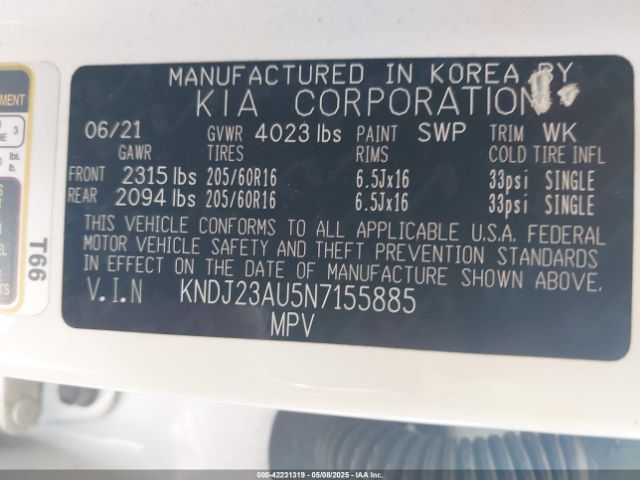 MANUFACTURED IN KOREA BY
KIA CORPORATION
06/21 GVWR 4023 lbs PAINT SWP TRIM WK
GAWR TIRES RIMS COLD TIRE INFL
FRONT 2315 lbs 205/60R16 6.5Jx16 33psi SINGLE
REAR 2094 lbs 205/60R16 6.5Jx16 33psi SINGLE
THIS VEHICLE CONFORMS TO ALL APPLICABLE U.S.A. FEDERAL
MOTOR VEHICLE SAFETY AND THEFT PREVENTION STANDARDS
IN EFFECT ON THE DATE OF MANUFACTURE SHOWN ABOVE.
V.I.N KNDJ23AU5N7155885
MPV
T66
000-42231319 | 05/08/2025 - IAA Inc.